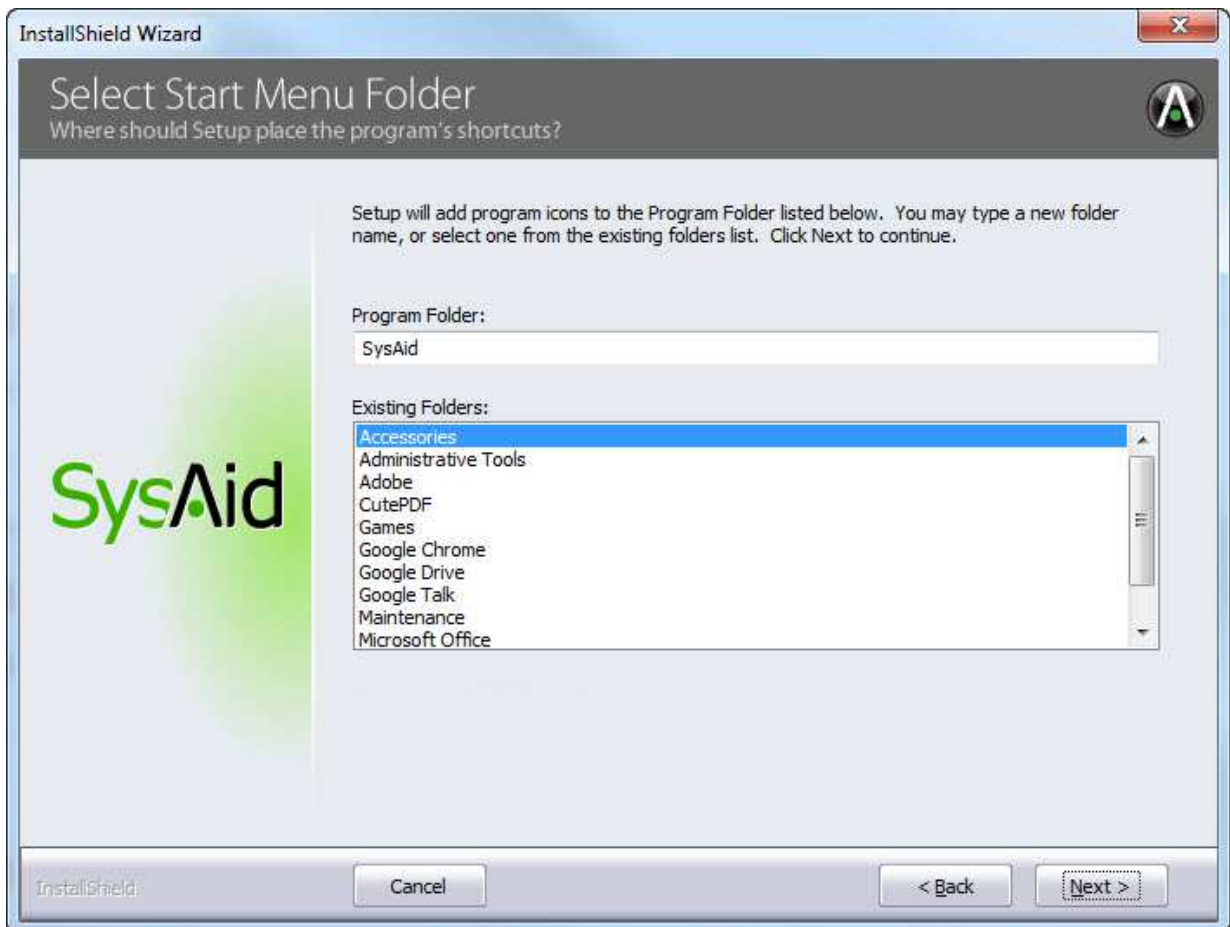 InstallShield Wizard
Select Start Menu Folder
Where should Setup place the program's shortcuts?
Setup will add program icons to the Program Folder listed below.  You may type a new folder
name, or select one from the existing folders list.  Click Next to continue.
Program Folder:
SysAid
Existing Folders:
Accessories
Administrative Tools
Adobe
CutePDF
Games
Google Chrome
Google Drive
Google Talk
Maintenance
Microsoft Office
SysAid
InstallShield
Cancel
< Back
Next >